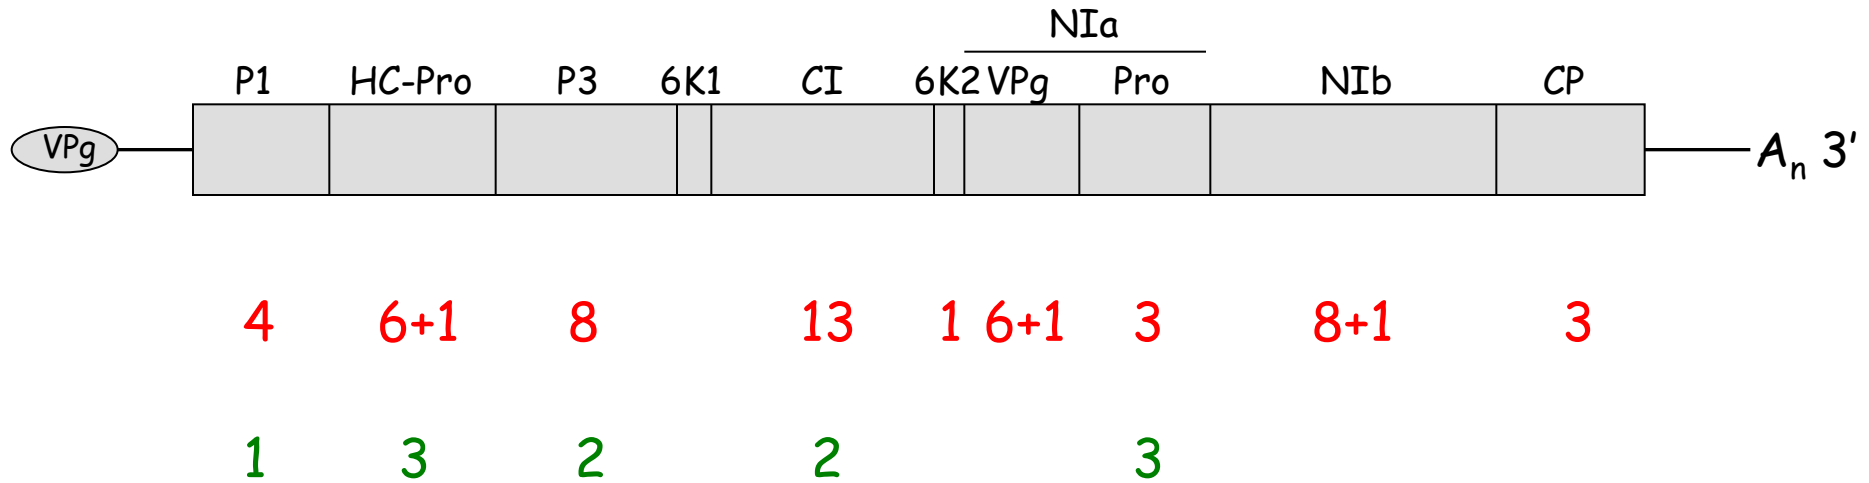 NIa
P1 HC-Pro P3 6K1 CI 6K2 VPg Pro NIb CP
VPg An 3'
4 6+1 8 13 1 6+1 3 8+1 3
1 3 2 2 3